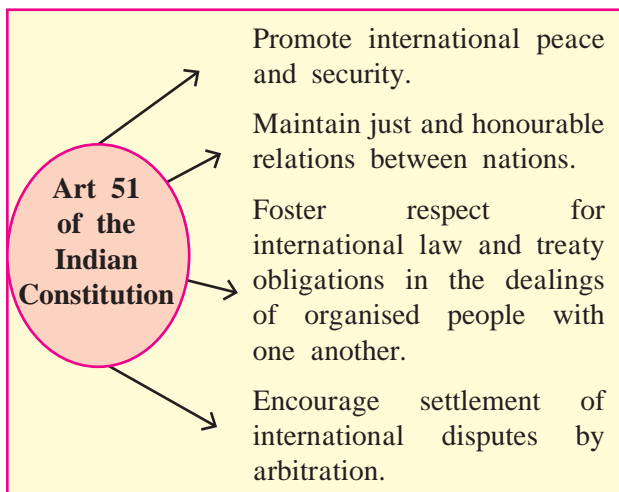 Promote international peace
and security.
Maintain just and honourable
relations between nations.
Art 51
of the
Indian
Constitution
Foster respect for
international law and treaty
obligations in the dealings
of organised people with
one another.
Encourage settlement of
international disputes by
arbitration.